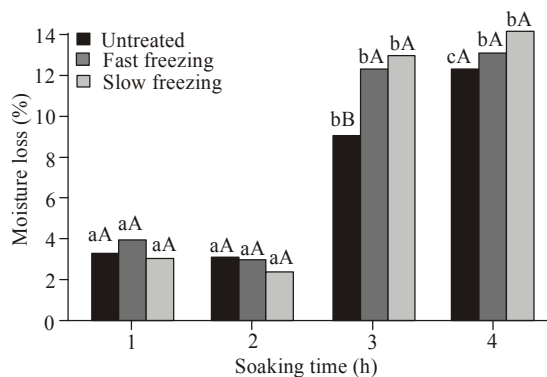 Untreated
Fast freezing
Slow freezing
Moisture loss (%)
14
12
10
8
6
4
2
0
aA aA aA
aA aA aA
bB bA bA
cA bA bA
1 2 3 4
Soaking time (h)